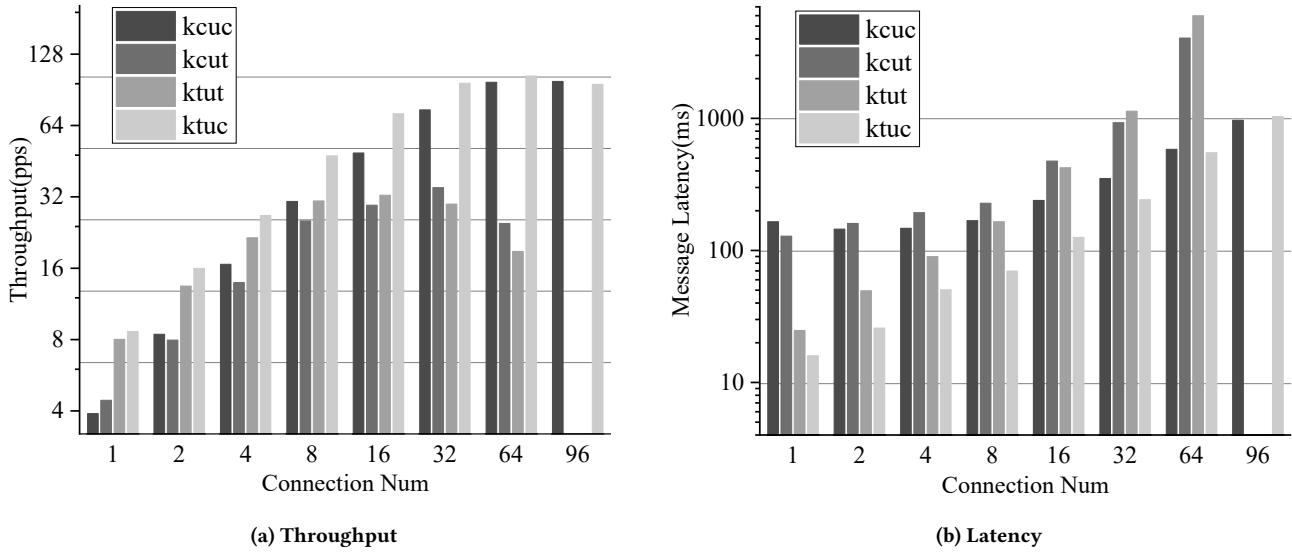 128
64
32
16
8
4
Throughput(pps)
kcuc
kcut
ktut
ktuc
1 2 4 8 16 32 64 96
Connection Num
(a) Throughput
1000
100
10
Message Latency(ms)
kcuc
kcut
ktut
ktuc
1 2 4 8 16 32 64 96
Connection Num
(b) Latency